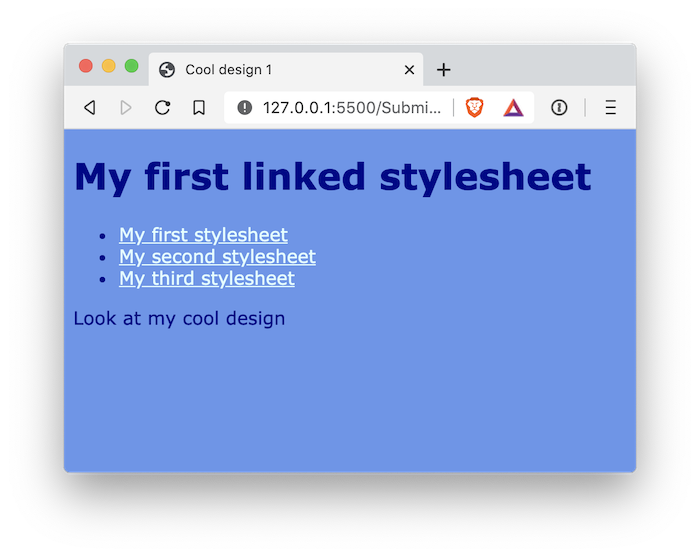 Cool design 1
127.0.0.1:5500/Submi...
My first linked stylesheet
My first stylesheet
My second stylesheet
My third stylesheet
Look at my cool design